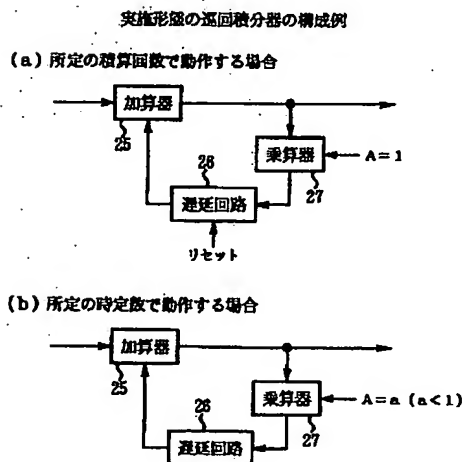 実施形態の巡回積分器の構成例
(a)所定の積算回数で動作する場合
加算器
25
乗算器
A=1
27
26
遅延回路
リセット
(b)所定の時定数で動作する場合
加算器
25
乗算器
A=a (a<1)
27
26
遅延回路